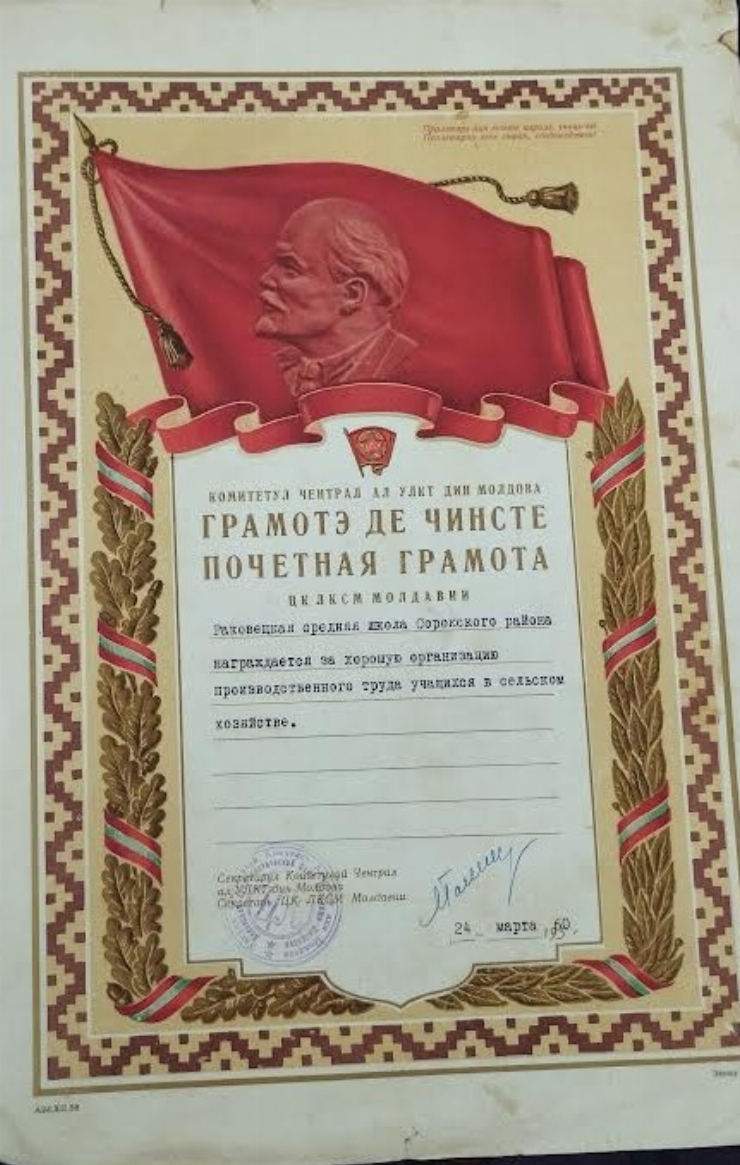 Пролетарь дин тоате цэриле, униць-вэ!
Пролетарии всех стран, соединяйтесь!
КОМИТЕТУЛ ЧЕНТРАЛ АЛ УЛКТ ДИН МОЛДОВА
ГРАМОТЭ ДЕ ЧИНСТЕ
ПОЧЕТНАЯ ГРАМОТА
ЦК ЛКСМ МОЛДАВИИ
Раковецкая средняя школа Сорокского района
награждается за хорошую организацию
производственного труда учащихся в сельском
хозяйстве.
Секретарул Комитетулуй Чентрал
ал УЛКТ дин Молдова
Секретарь ЦК ЛКСМ Молдавии
24 марта 60